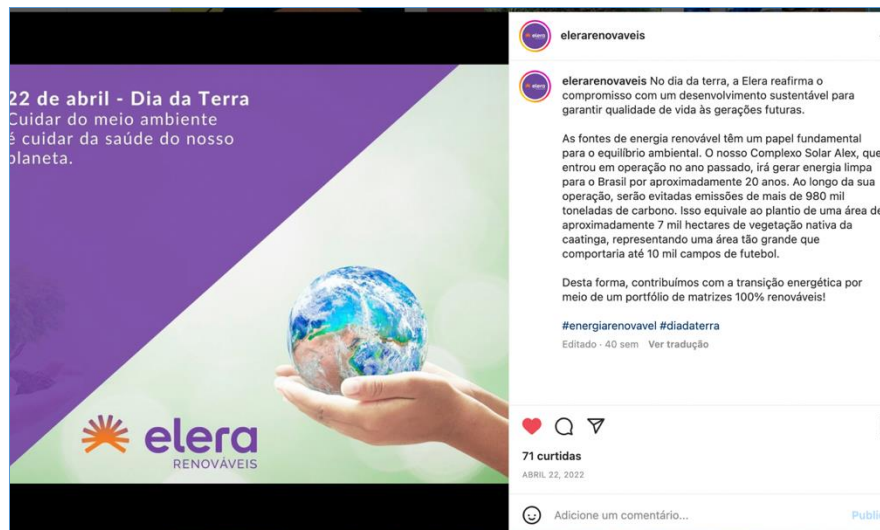 22 de abril - Dia da Terra
Cuidar do meio ambiente
é cuidar da saúde do nosso
planeta.
elera
RENOVÁVEIS
elerarenovaveis
elerarenovaveis No dia da terra, a Elera reafirma o
compromisso com um desenvolvimento sustentável para
garantir qualidade de vida às gerações futuras.
As fontes de energia renovável têm um papel fundamental
para o equilíbrio ambiental. O nosso Complexo Solar Alex, que
entrou em operação no ano passado, irá gerar energia limpa
para o Brasil por aproximadamente 20 anos. Ao longo da sua
operação, serão evitadas emissões de mais de 980 mil
toneladas de carbono. Isso equivale ao plantio de uma área de
aproximadamente 7 mil hectares de vegetação nativa da
caatinga, representando uma área tão grande que
comportaria até 10 mil campos de futebol.
Desta forma, contribuímos com a transição energética por
meio de um portfólio de matrizes 100% renováveis!
#energiarenovavel #diadaterra
Editado · 40 sem Ver tradução
71 curtidas
ABRIL 22, 2022
Adicione um comentário...